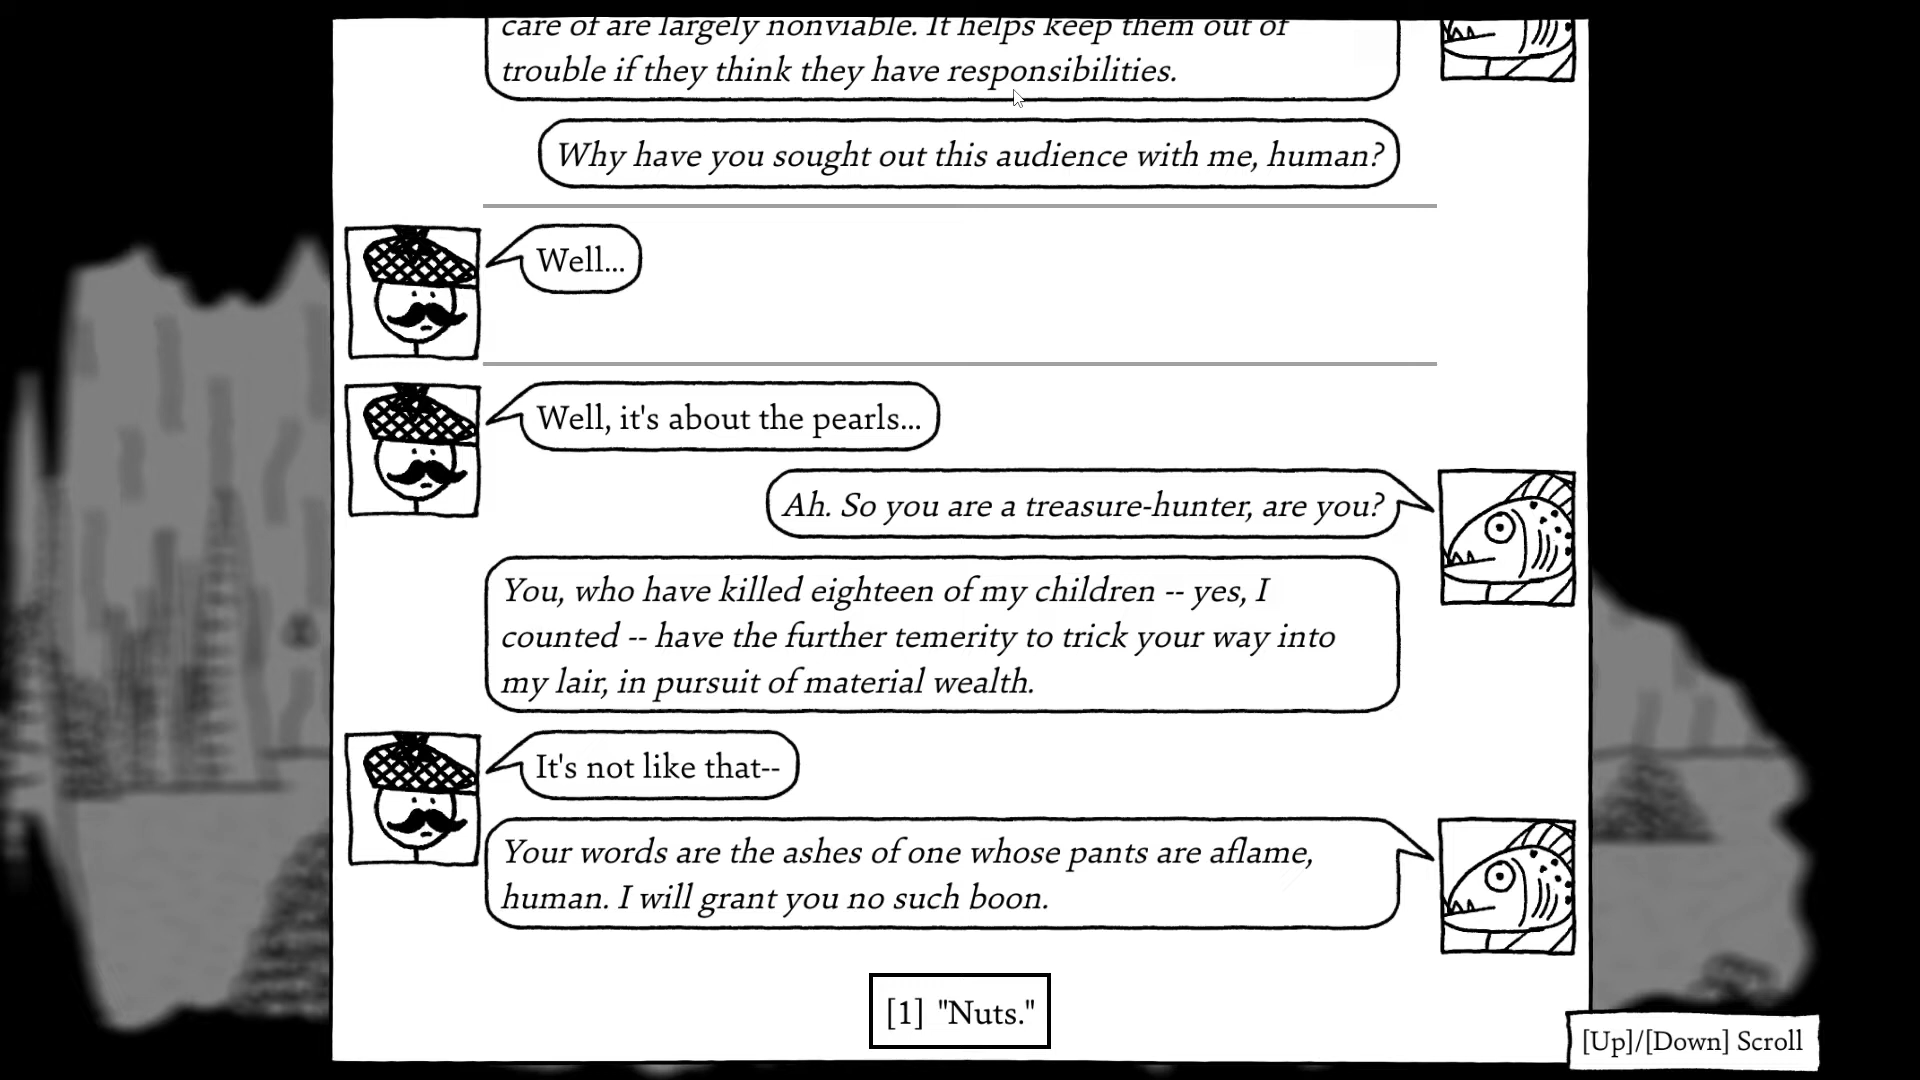 care of are largely nonviable. It helps keep them out of
trouble if they think they have responsibilities.
Why have you sought out this audience with me, human?
Well...
Well, it's about the pearls...
Ah. So you are a treasure-hunter, are you?
You, who have killed eighteen of my children -- yes, I
counted -- have the further temerity to trick your way into
my lair, in pursuit of material wealth.
It's not like that--
Your words are the ashes of one whose pants are aflame,
human. I will grant you no such boon.
[1] "Nuts."
[Up]/[Down] Scroll